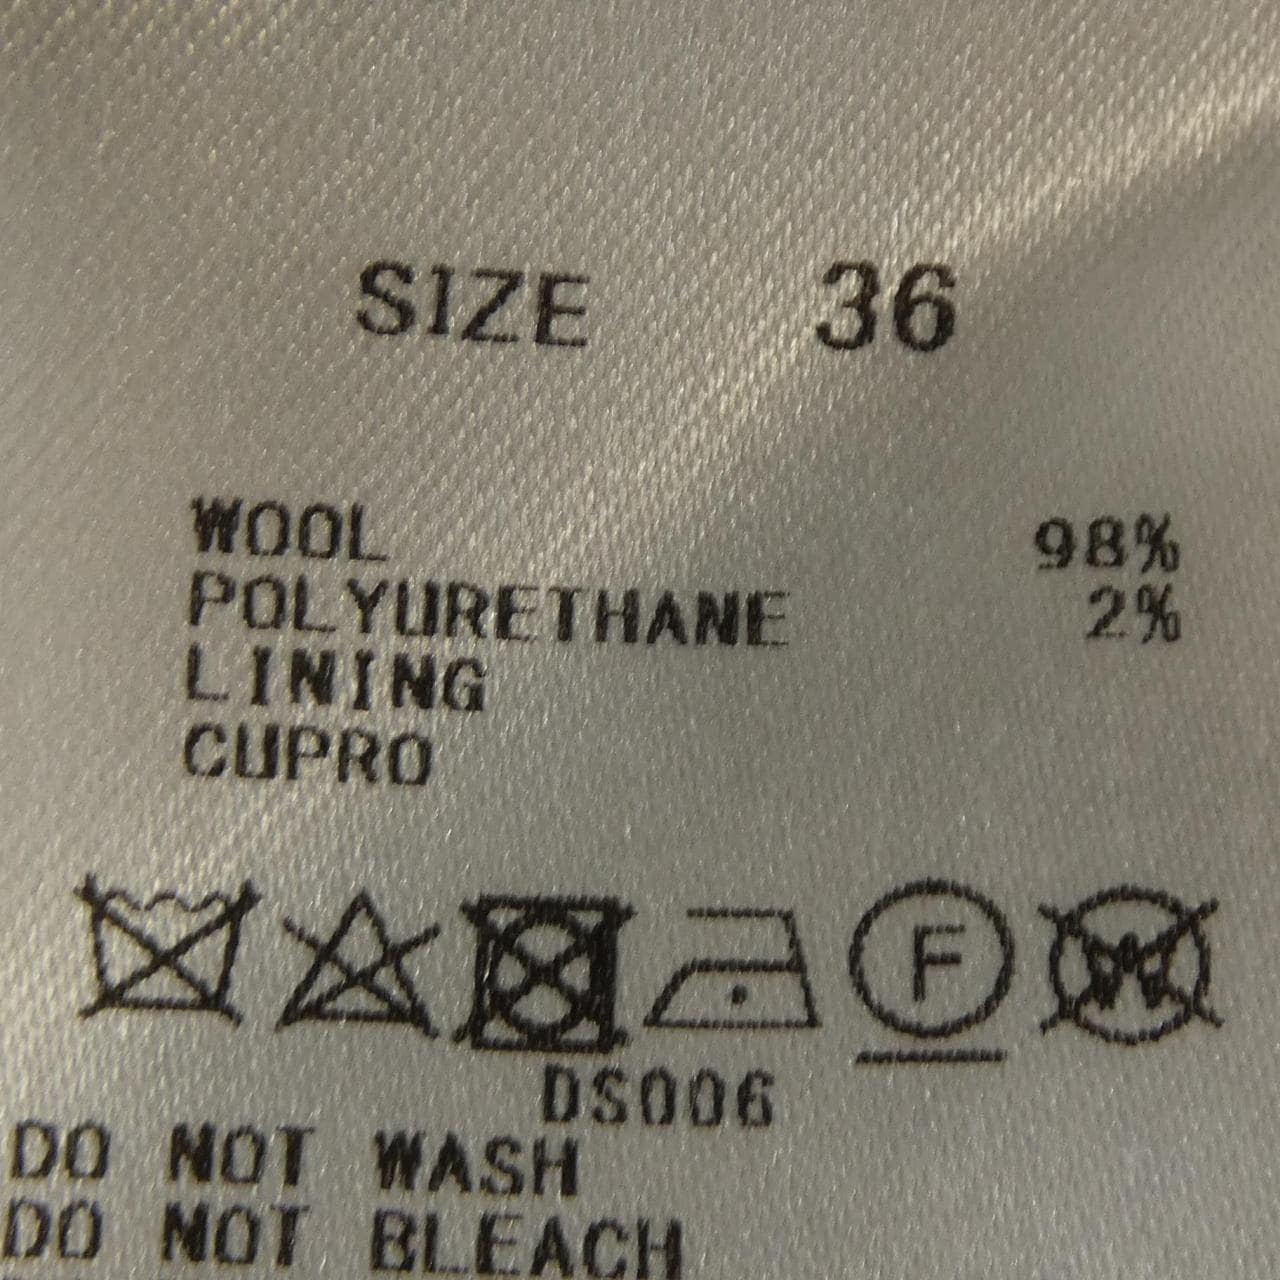 SIZE 36
WOOL 98%
POLYURETHANE 2%
LINING
CUPRO
F
W
DS006
DO NOT WASH
DO NOT BLEACH